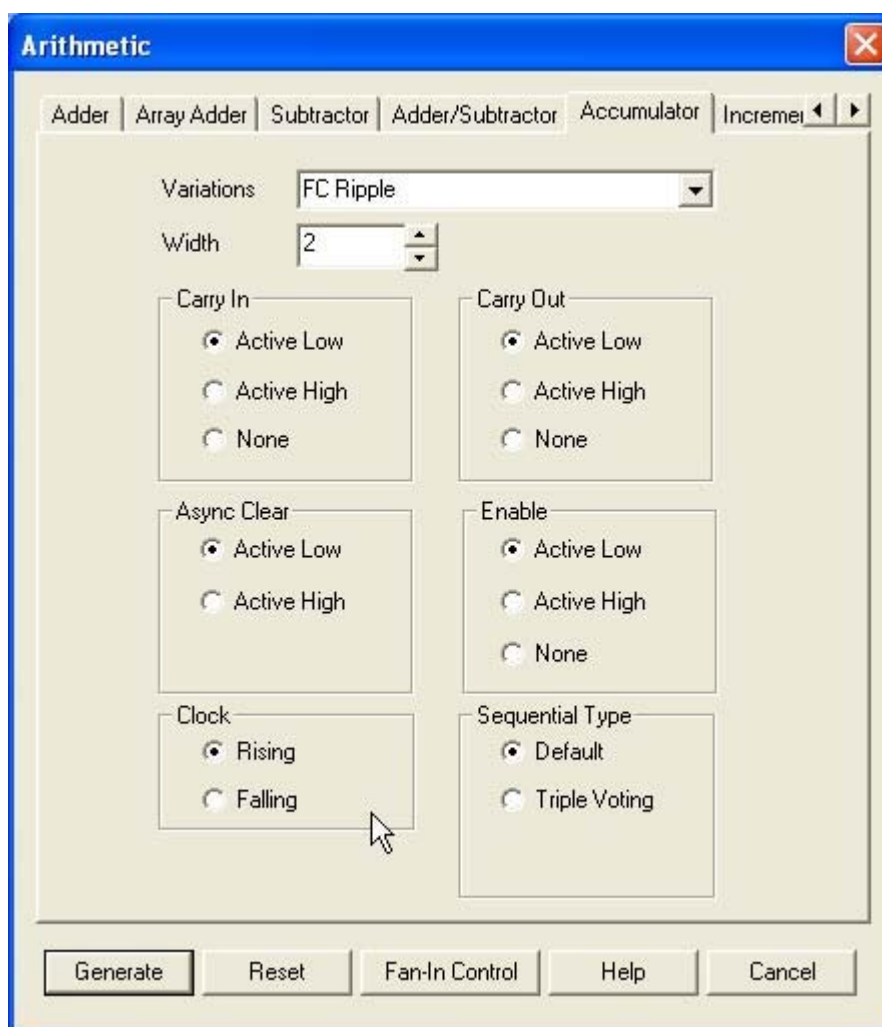 Arithmetic
Adder Array Adder Subtractor Adder/Subtractor Accumulator Incremen
Variations FC Ripple
Width 2
Carry In Carry Out
Active Low Active Low
Active High Active High
None None
Async Clear Enable
Active Low Active Low
Active High Active High
None
Clock Sequential Type
Rising Default
Falling Triple Voting
Generate Reset Fan-In Control Help Cancel